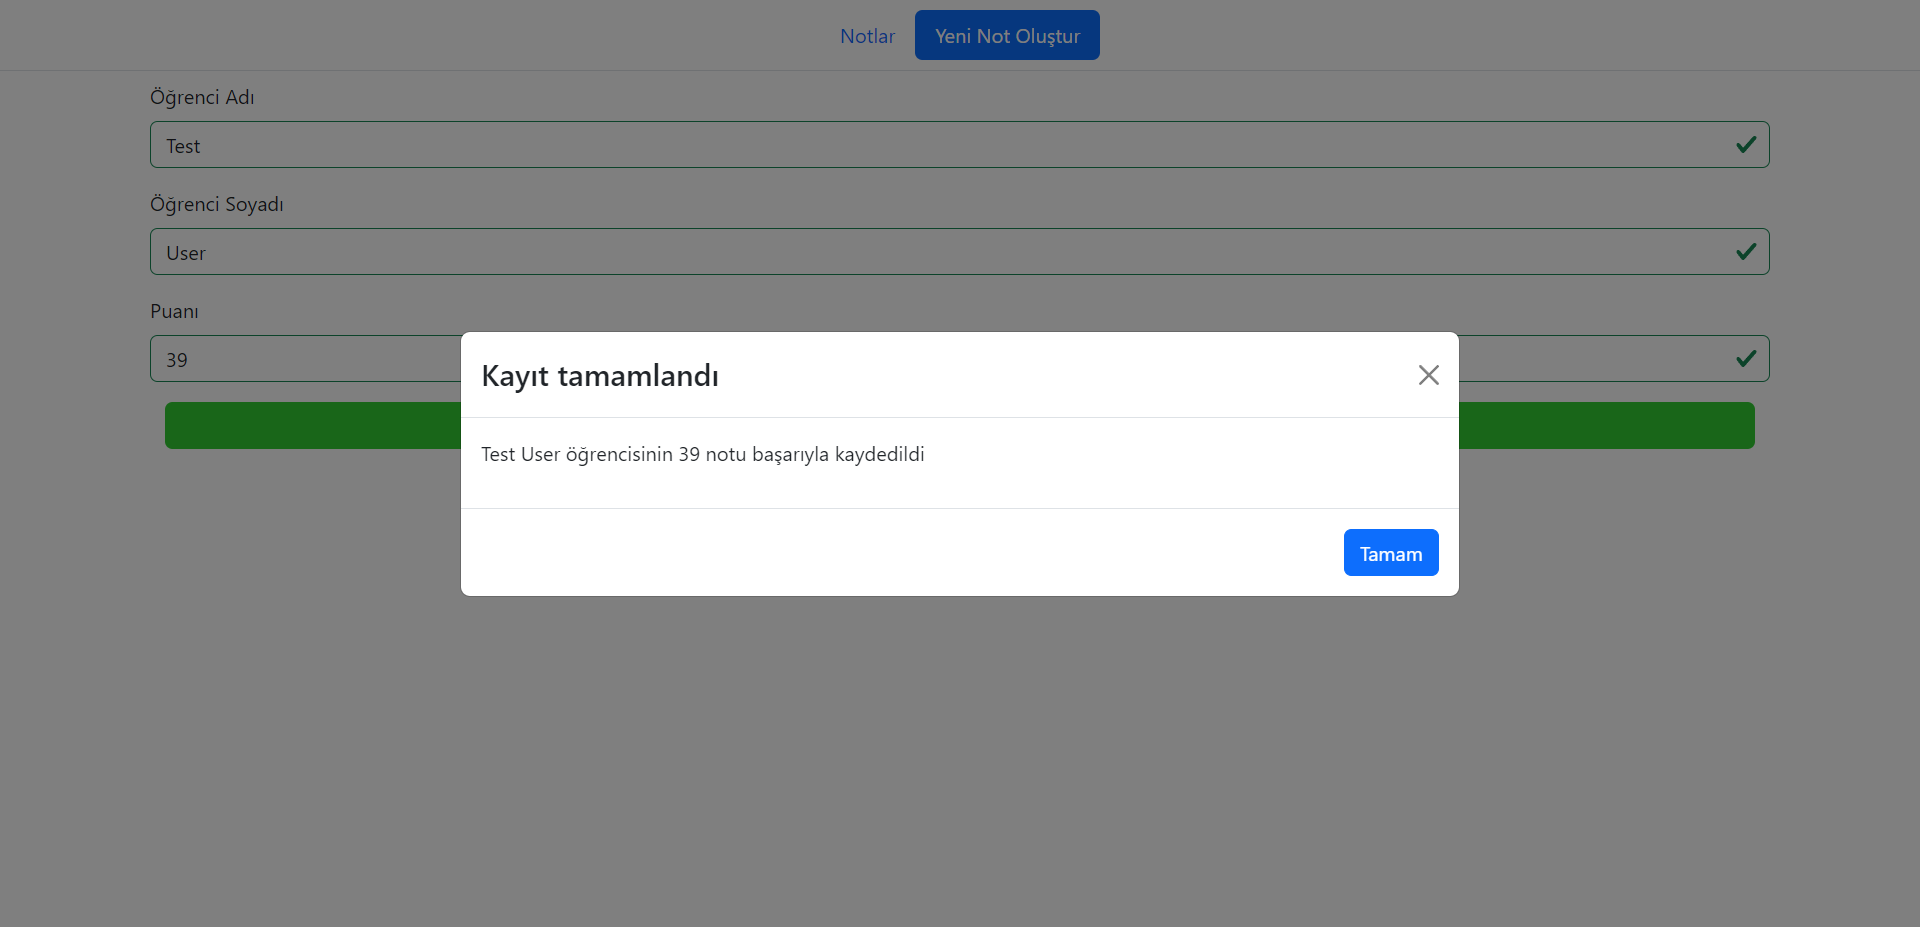 Notlar
Yeni Not Oluştur
Öğrenci Adı
Test
Öğrenci Soyadı
User
Puanı
39
Kayıt tamamlandı
Test User öğrencisinin 39 notu başarıyla kaydedildi
Tamam